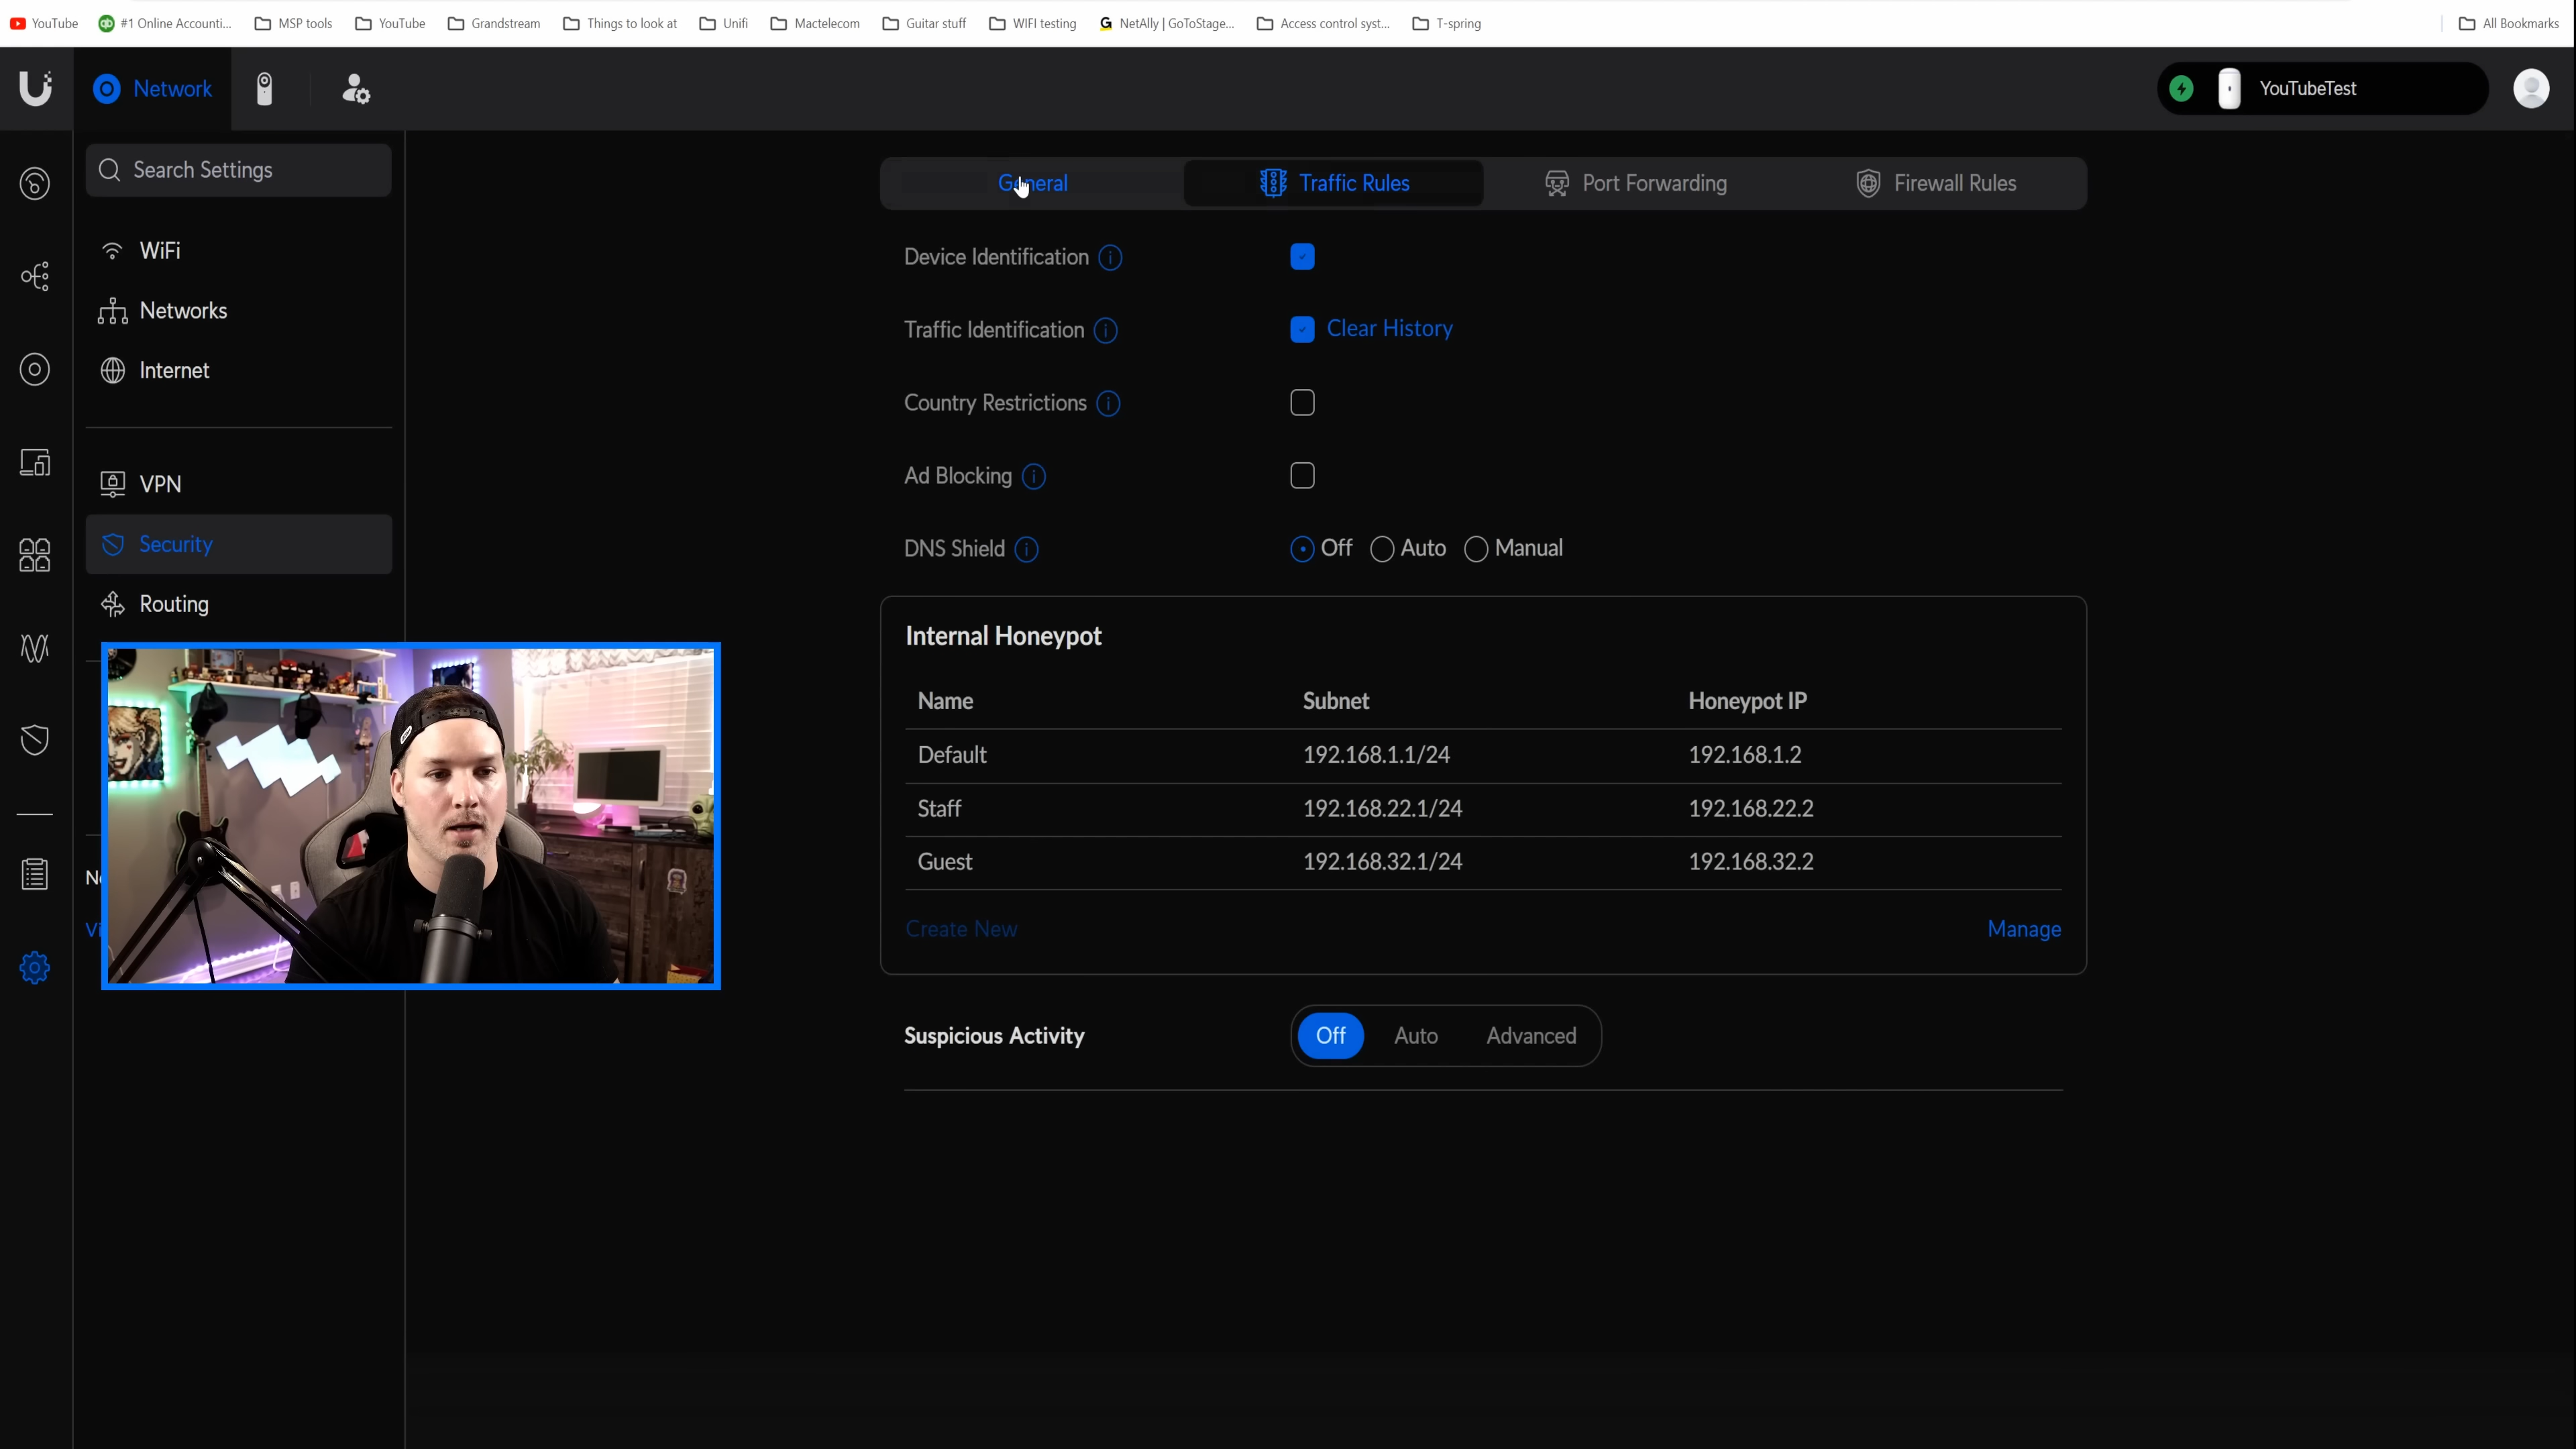 YouTube #1 Online Accounti... MSP tools YouTube Grandstream Things to look at Unifi Mactelecom Guitar stuff WIFI testing NetAlly | GoToStage... Access control syst... T-spring All Bookmarks
Network YouTubeTest
Search Settings
WiFi
Networks
Internet
VPN
Security
Routing
General Traffic Rules Port Forwarding Firewall Rules
Device Identification
Traffic Identification Clear History
Country Restrictions
Ad Blocking
DNS Shield Off Auto Manual
Internal Honeypot
Name Subnet Honeypot IP
Default 192.168.1.1/24 192.168.1.2
Staff 192.168.22.1/24 192.168.22.2
Guest 192.168.32.1/24 192.168.32.2
Create New Manage
Suspicious Activity Off Auto Advanced